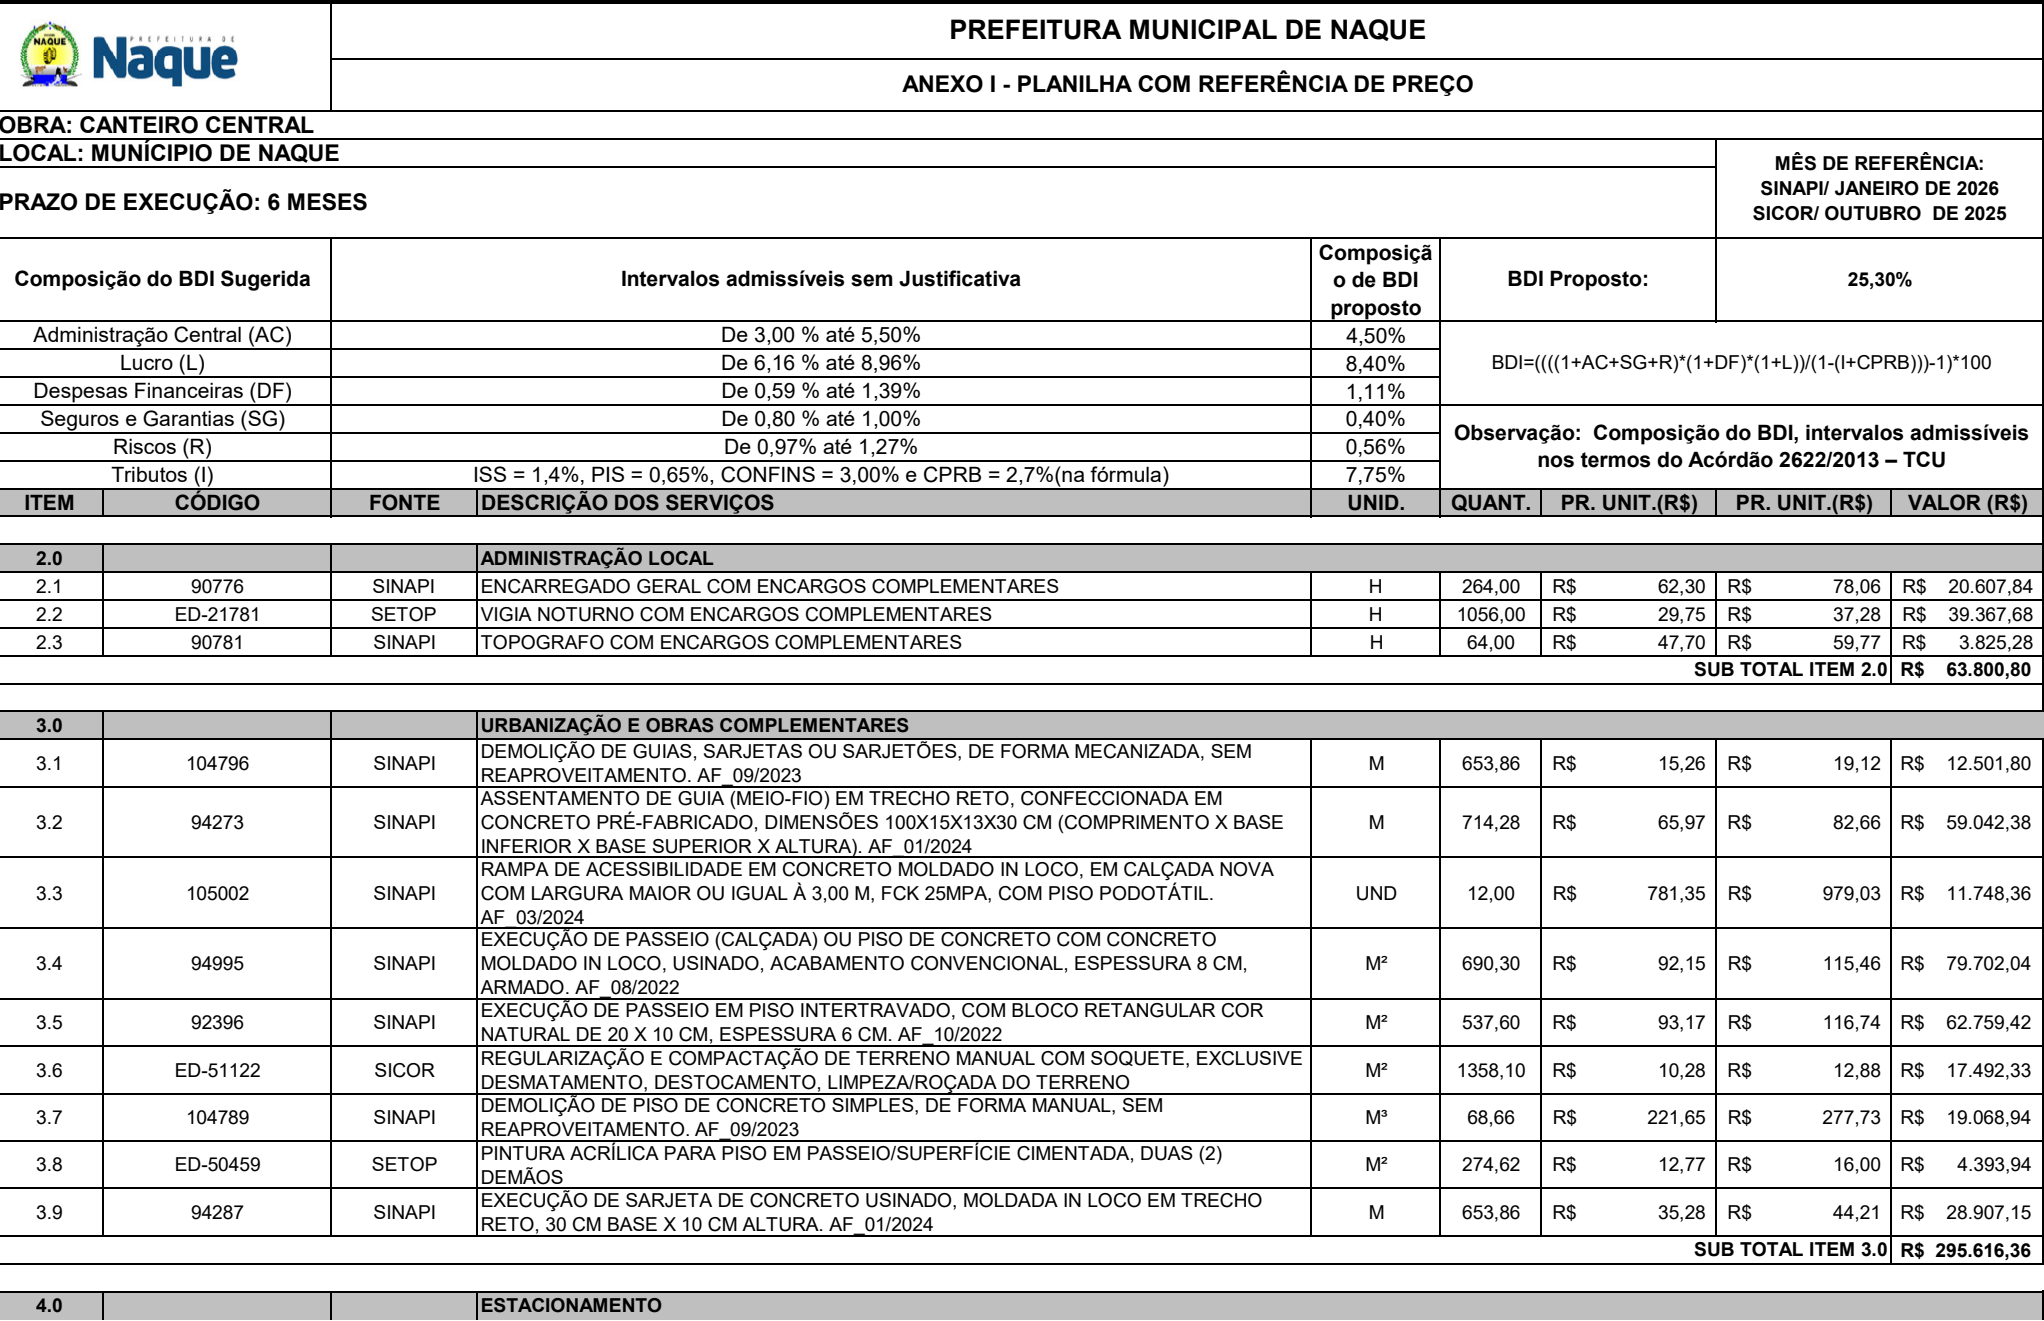 NAQUE
PREFEITURA DE
Naque
PREFEITURA MUNICIPAL DE NAQUE
ANEXO I - PLANILHA COM REFERÊNCIA DE PREÇO
OBRA: CANTEIRO CENTRAL
LOCAL: MUNÍCIPIO DE NAQUE
PRAZO DE EXECUÇÃO: 6 MESES
MÊS DE REFERÊNCIA:
SINAPI/ JANEIRO DE 2026
SICOR/ OUTUBRO DE 2025
Composição do BDI Sugerida
Intervalos admissíveis sem Justificativa
Composiçã
o de BDI
proposto
BDI Proposto:
25,30%
Administração Central (AC) De 3,00 % até 5,50% 4,50%
Lucro (L) De 6,16 % até 8,96% 8,40%
Despesas Financeiras (DF) De 0,59 % até 1,39% 1,11%
Seguros e Garantias (SG) De 0,80 % até 1,00% 0,40%
Riscos (R) De 0,97% até 1,27% 0,56%
Tributos (I) ISS = 1,4%, PIS = 0,65%, CONFINS = 3,00% e CPRB = 2,7%(na fórmula) 7,75%
BDI=((((1+AC+SG+R)*(1+DF)*(1+L))/(1-(I+CPRB)))-1)*100
Observação: Composição do BDI, intervalos admissíveis
nos termos do Acórdão 2622/2013 – TCU
ITEM CÓDIGO FONTE DESCRIÇÃO DOS SERVIÇOS UNID. QUANT. PR. UNIT.(R$) PR. UNIT.(R$) VALOR (R$)
2.0 ADMINISTRAÇÃO LOCAL
2.1 90776 SINAPI ENCARREGADO GERAL COM ENCARGOS COMPLEMENTARES H 264,00 R$ 62,30 R$ 78,06 R$ 20.607,84
2.2 ED-21781 SETOP VIGIA NOTURNO COM ENCARGOS COMPLEMENTARES H 1056,00 R$ 29,75 R$ 37,28 R$ 39.367,68
2.3 90781 SINAPI TOPOGRAFO COM ENCARGOS COMPLEMENTARES H 64,00 R$ 47,70 R$ 59,77 R$ 3.825,28
SUB TOTAL ITEM 2.0 R$ 63.800,80
3.0 URBANIZAÇÃO E OBRAS COMPLEMENTARES
3.1 104796 SINAPI DEMOLIÇÃO DE GUIAS, SARJETAS OU SARJETÕES, DE FORMA MECANIZADA, SEM
REAPROVEITAMENTO. AF_09/2023 M 653,86 R$ 15,26 R$ 19,12 R$ 12.501,80
3.2 94273 SINAPI ASSENTAMENTO DE GUIA (MEIO-FIO) EM TRECHO RETO, CONFECCIONADA EM
CONCRETO PRÉ-FABRICADO, DIMENSÕES 100X15X13X30 CM (COMPRIMENTO X BASE
INFERIOR X BASE SUPERIOR X ALTURA). AF_01/2024 M 714,28 R$ 65,97 R$ 82,66 R$ 59.042,38
3.3 105002 SINAPI RAMPA DE ACESSIBILIDADE EM CONCRETO MOLDADO IN LOCO, EM CALÇADA NOVA
COM LARGURA MAIOR OU IGUAL À 3,00 M, FCK 25MPA, COM PISO PODOTÁTIL.
AF_03/2024 UND 12,00 R$ 781,35 R$ 979,03 R$ 11.748,36
3.4 94995 SINAPI EXECUÇÃO DE PASSEIO (CALÇADA) OU PISO DE CONCRETO COM CONCRETO
MOLDADO IN LOCO, USINADO, ACABAMENTO CONVENCIONAL, ESPESSURA 8 CM,
ARMADO. AF_08/2022 M² 690,30 R$ 92,15 R$ 115,46 R$ 79.702,04
3.5 92396 SINAPI EXECUÇÃO DE PASSEIO EM PISO INTERTRAVADO, COM BLOCO RETANGULAR COR
NATURAL DE 20 X 10 CM, ESPESSURA 6 CM. AF_10/2022 M² 537,60 R$ 93,17 R$ 116,74 R$ 62.759,42
3.6 ED-51122 SICOR REGULARIZAÇÃO E COMPACTAÇÃO DE TERRENO MANUAL COM SOQUETE, EXCLUSIVE
DESMATAMENTO, DESTOCAMENTO, LIMPEZA/ROÇADA DO TERRENO M² 1358,10 R$ 10,28 R$ 12,88 R$ 17.492,33
3.7 104789 SINAPI DEMOLIÇÃO DE PISO DE CONCRETO SIMPLES, DE FORMA MANUAL, SEM
REAPROVEITAMENTO. AF_09/2023 M³ 68,66 R$ 221,65 R$ 277,73 R$ 19.068,94
3.8 ED-50459 SETOP PINTURA ACRÍLICA PARA PISO EM PASSEIO/SUPERFÍCIE CIMENTADA, DUAS (2)
DEMÃOS M² 274,62 R$ 12,77 R$ 16,00 R$ 4.393,94
3.9 94287 SINAPI EXECUÇÃO DE SARJETA DE CONCRETO USINADO, MOLDADA IN LOCO EM TRECHO
RETO, 30 CM BASE X 10 CM ALTURA. AF_01/2024 M 653,86 R$ 35,28 R$ 44,21 R$ 28.907,15
SUB TOTAL ITEM 3.0 R$ 295.616,36
4.0 ESTACIONAMENTO